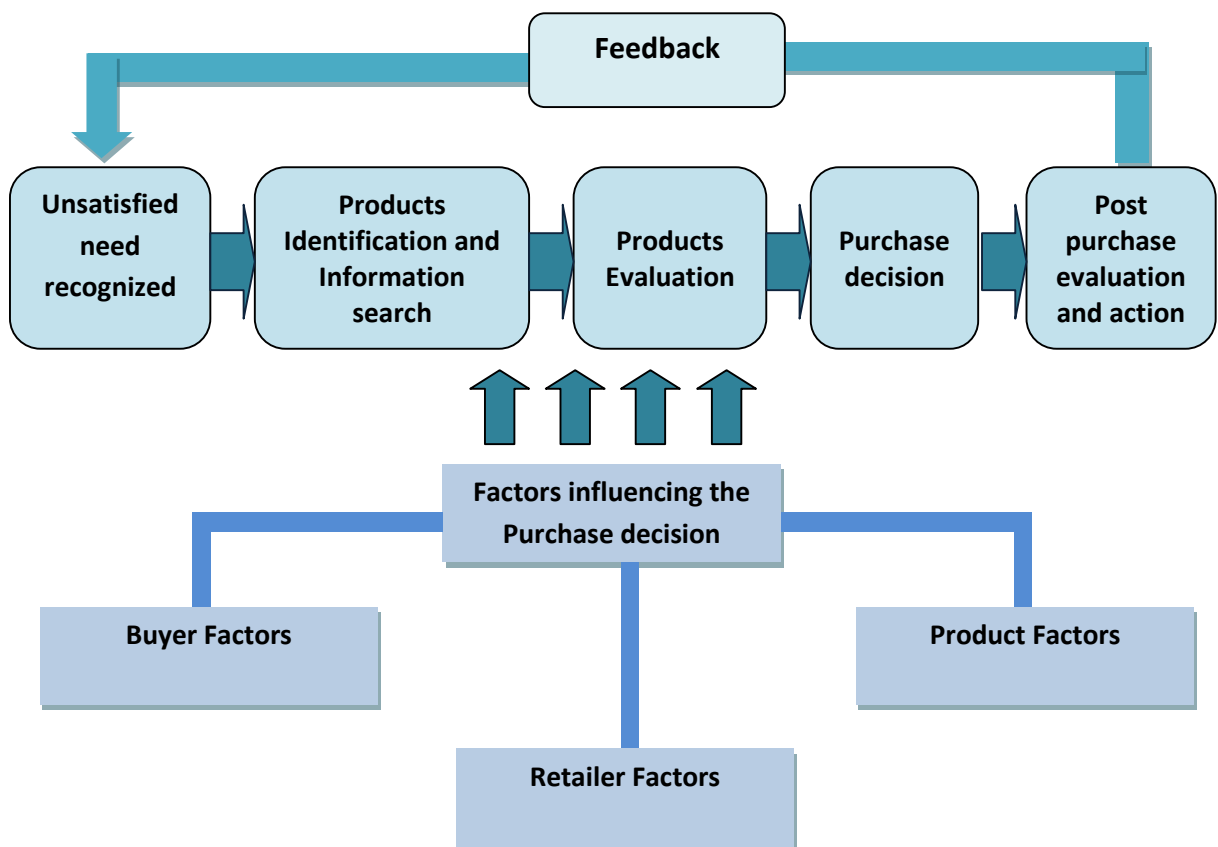 Feedback
Unsatisfied
need
recognized
Products
Identification and
Information
search
Products
Evaluation
Purchase
decision
Post
purchase
evaluation
and action
Factors influencing the
Purchase decision
Buyer Factors
Product Factors
Retailer Factors